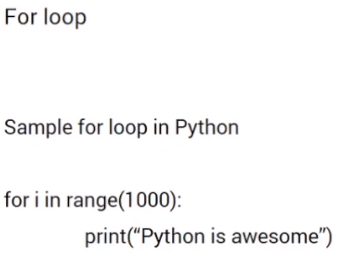 For loop
Sample for loop in Python
for i in range(1000):
print(“Python is awesome”)